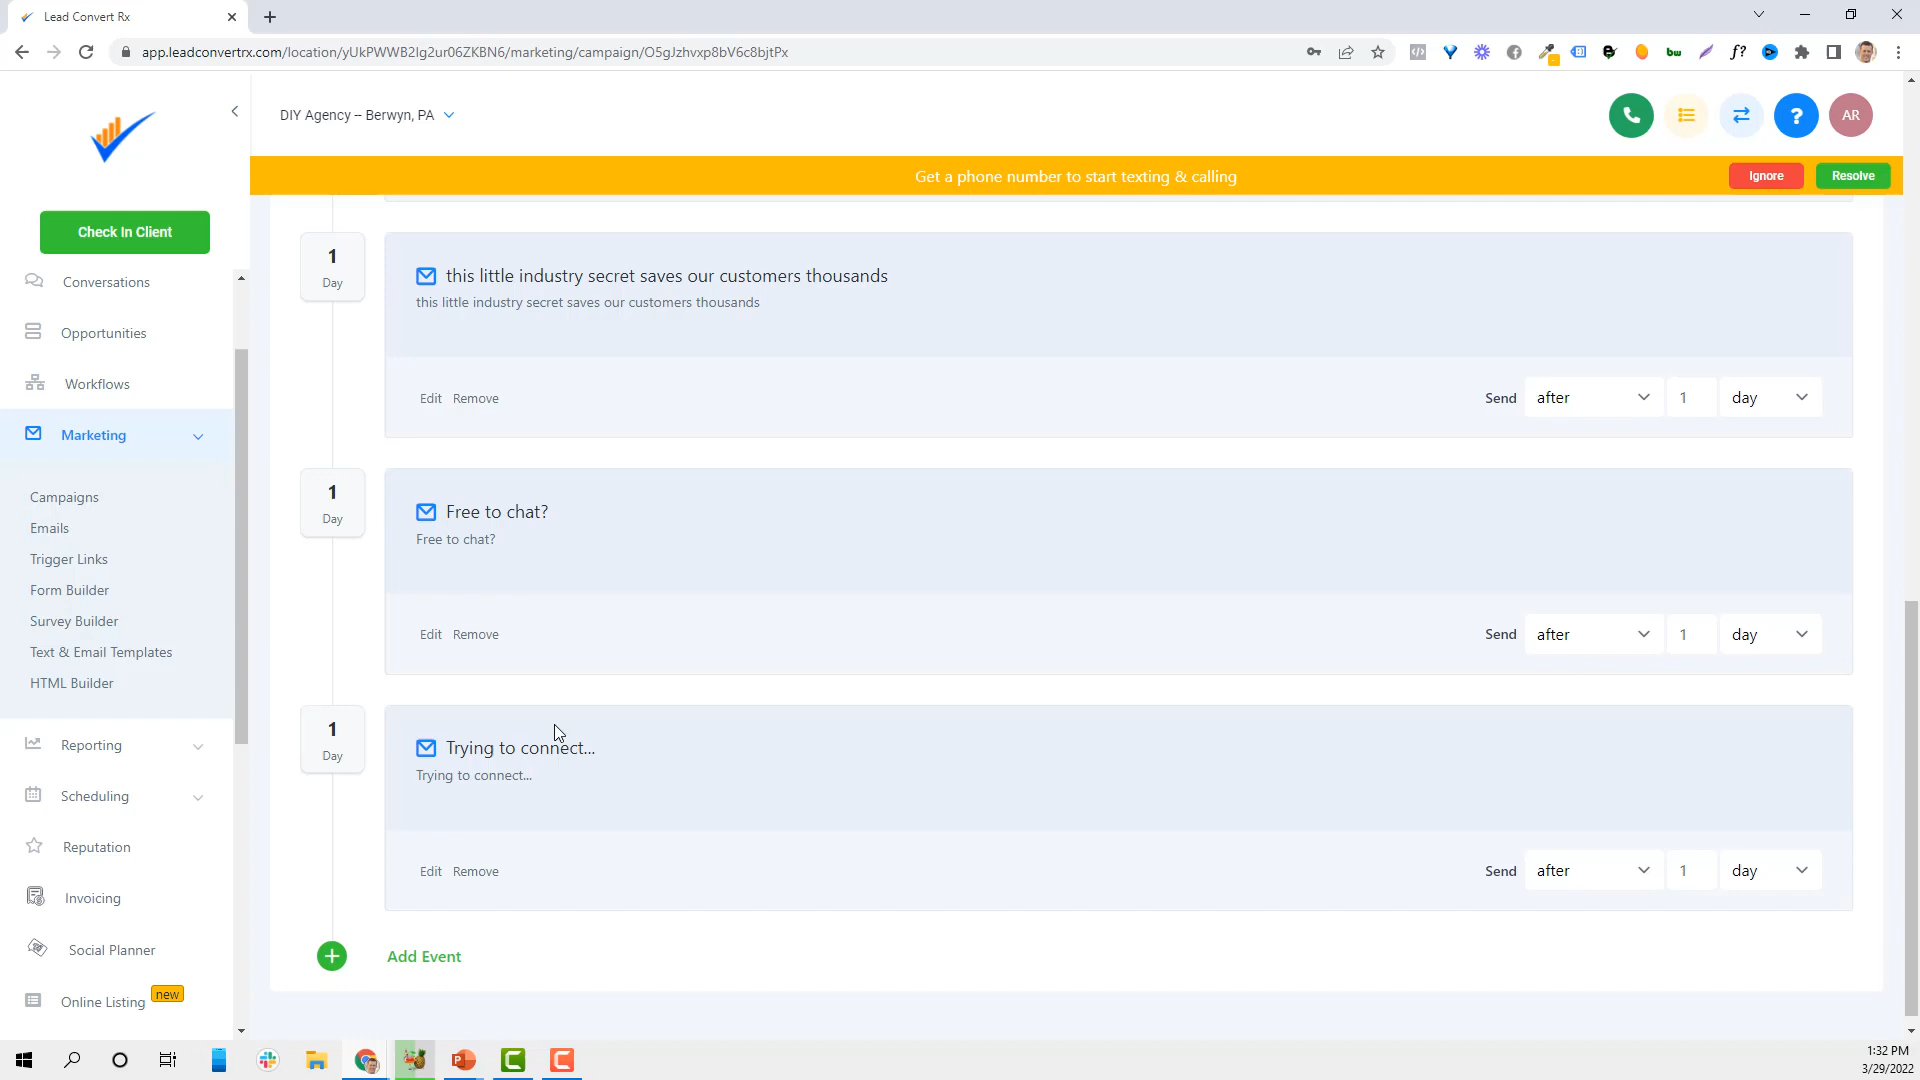 Lead Convert Rx
app.leadconvertrx.com/location/yUkPWWB2Ig2ur06ZKBN6/marketing/campaign/O5gJzhvxp8bV6c8bjtPx
bw
f?
DIY Agency -- Berwyn, PA
?
AR
Get a phone number to start texting & calling
Ignore
Resolve
Check In Client
Conversations
Opportunities
Workflows
Marketing
Campaigns
Emails
Trigger Links
Form Builder
Survey Builder
Text & Email Templates
HTML Builder
Reporting
Scheduling
Reputation
Invoicing
Social Planner
Online Listing new
1
Day
this little industry secret saves our customers thousands
this little industry secret saves our customers thousands
Edit Remove
Send after 1 day
1
Day
Free to chat?
Free to chat?
Edit Remove
Send after 1 day
1
Day
Trying to connect...
Trying to connect...
Edit Remove
Send after 1 day
Add Event
1:32 PM
3/29/2022